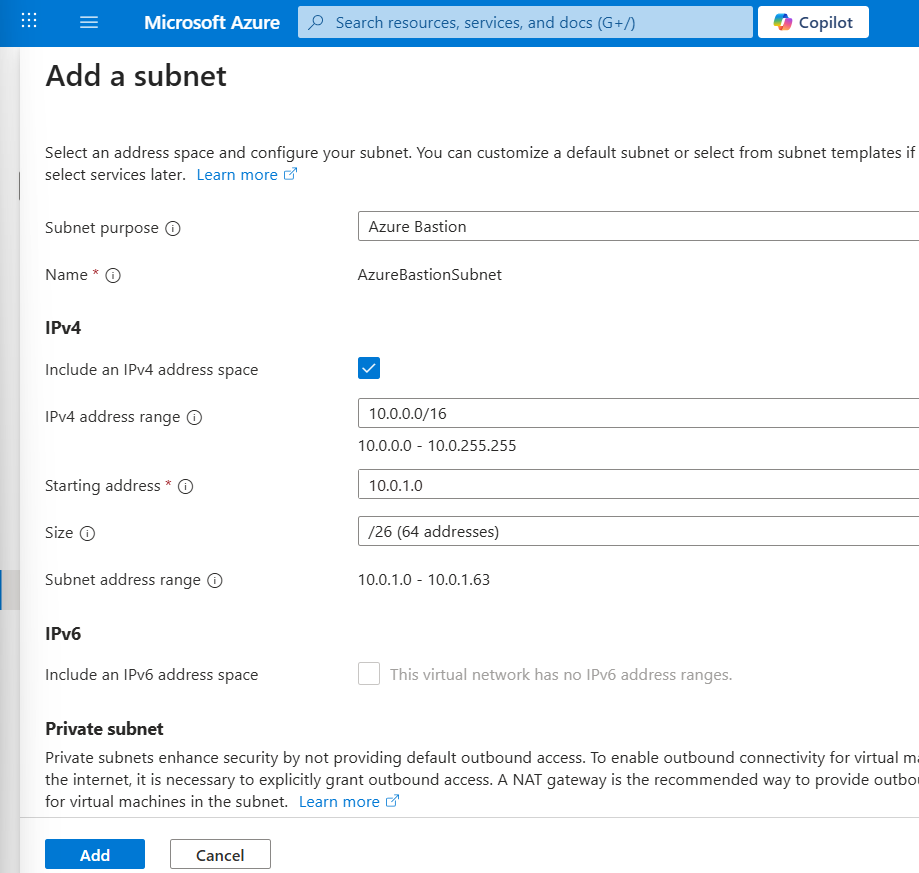 Microsoft Azure
Search resources, services, and docs (G+/)
Copilot
Add a subnet
Select an address space and configure your subnet. You can customize a default subnet or select from subnet templates if
select services later. Learn more
Subnet purpose
Azure Bastion
Name *
AzureBastionSubnet
IPv4
Include an IPv4 address space
IPv4 address range
10.0.0.0/16
10.0.0.0 - 10.0.255.255
Starting address *
10.0.1.0
Size
/26 (64 addresses)
Subnet address range
10.0.1.0 - 10.0.1.63
IPv6
Include an IPv6 address space
This virtual network has no IPv6 address ranges.
Private subnet
Private subnets enhance security by not providing default outbound access. To enable outbound connectivity for virtual
the internet, it is necessary to explicitly grant outbound access. A NAT gateway is the recommended way to provide
for virtual machines in the subnet. Learn more
Add
Cancel